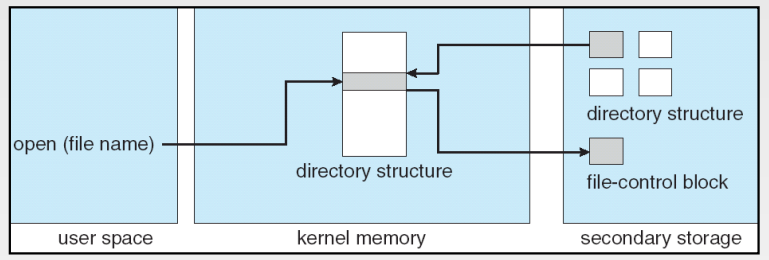 open (file name)
directory structure
directory structure
file-control block
user space
kernel memory
secondary storage